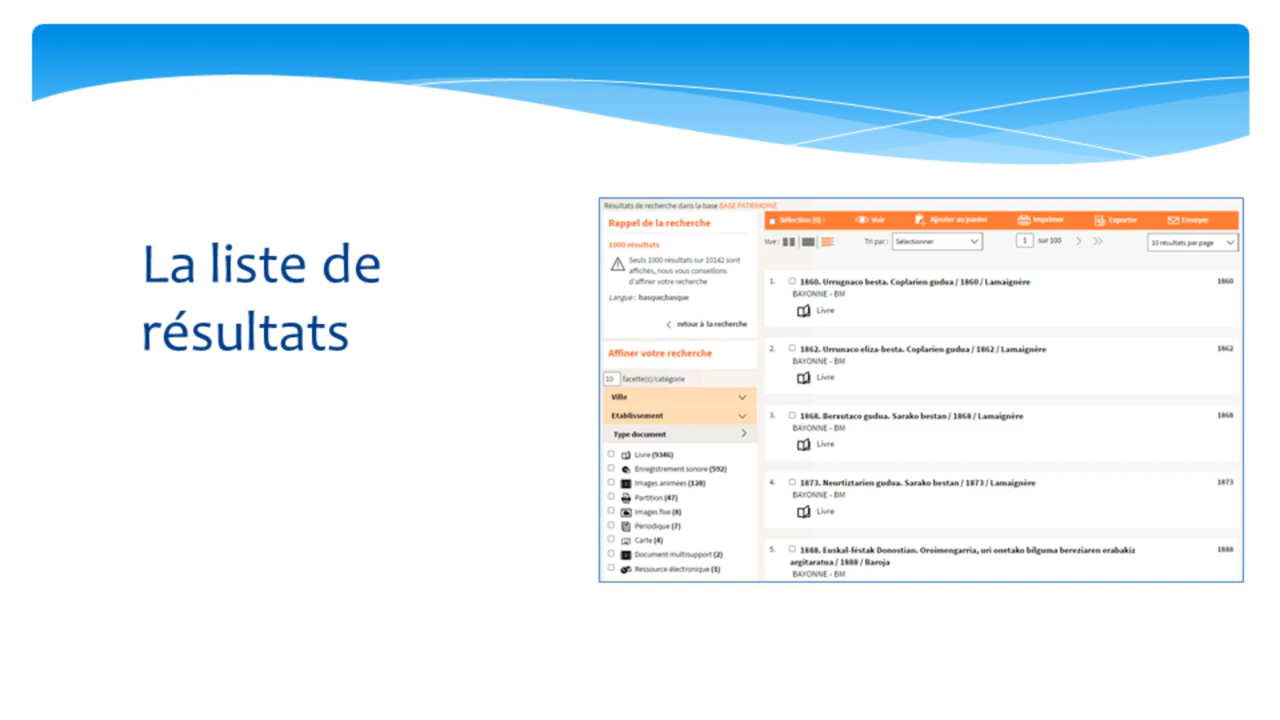 La liste de
résultats
Résultats de recherche dans la base BASE PATRIMOINE
Rappel de la recherche
1000 résultats
Seuls 1000 résultats sur 10142 sont
affichés, nous vous conseillons
d'affiner votre recherche
Langue : basque;basque
retour à la recherche
Affiner votre recherche
10 facette(s)/catégorie
Ville
Etablissement
Type document
Livre (9346)
Enregistrement sonore (592)
Images animées (128)
Partition (47)
Images fixe (8)
Périodique (7)
Carte (4)
Document multisupport (2)
Ressource électronique (1)
Sélection (0) : Voir Ajouter au panier Imprimer Exporter Envoyer
Vue : Tri par : Sélectionner 1 sur 100 10 résultats par page
1. 1860. Urrugnaco besta. Coplarien gudua / 1860 / Lamaignère 1860
BAYONNE - BM
Livre
2. 1862. Urrunaco eliza-besta. Coplarien gudua / 1862 / Lamaignère 1862
BAYONNE - BM
Livre
3. 1868. Berxutaco gudua. Sarako bestan / 1868 / Lamaignère 1868
BAYONNE - BM
Livre
4. 1873. Neurtiztarien gudua. Sarako bestan / 1873 / Lamaignère 1873
BAYONNE - BM
Livre
5. 1888. Euskal-féstak Donostian. Oroimengarria, uri onetako bilguma bereziaren erabakiz 1888
argitaratua / 1888 / Baroja
BAYONNE - BM